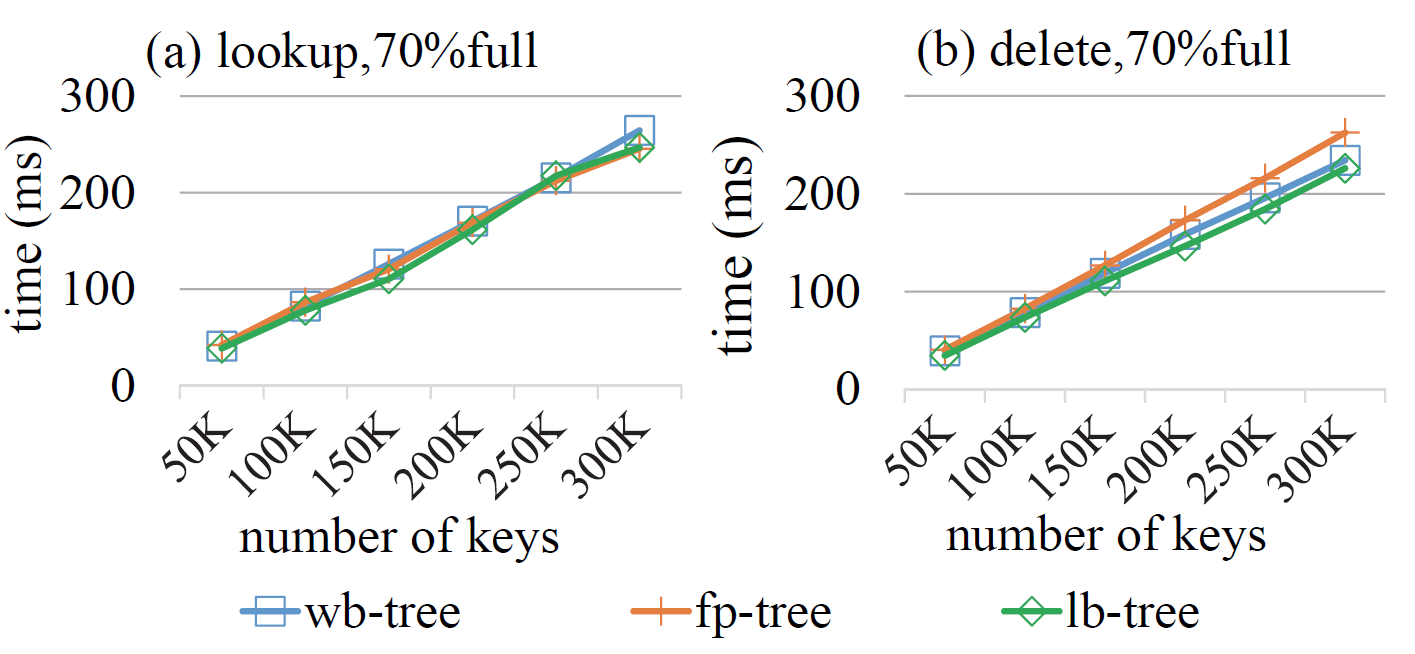 (a) lookup,70%full
300
200
100
0
time (ms)
50K
100K
150K
200K
250K
300K
number of keys
(b) delete,70%full
300
200
100
0
time (ms)
50K
100K
150K
200K
250K
300K
number of keys
wb-tree
fp-tree
lb-tree